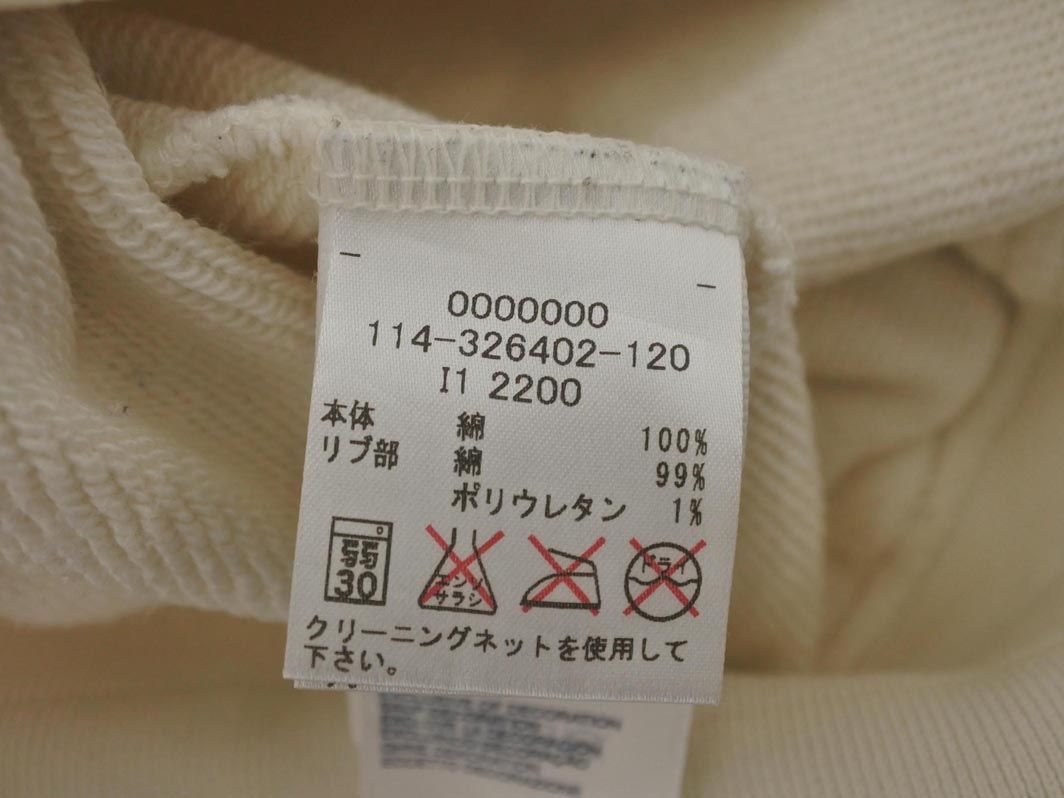 0000000
114-326402-120
I1 2200
本体 綿 100%
リブ部 綿 99%
ポリウレタン 1%
弱
30
エンソ
サラシ
ドライ
クリーニングネットを使用して
下さい。